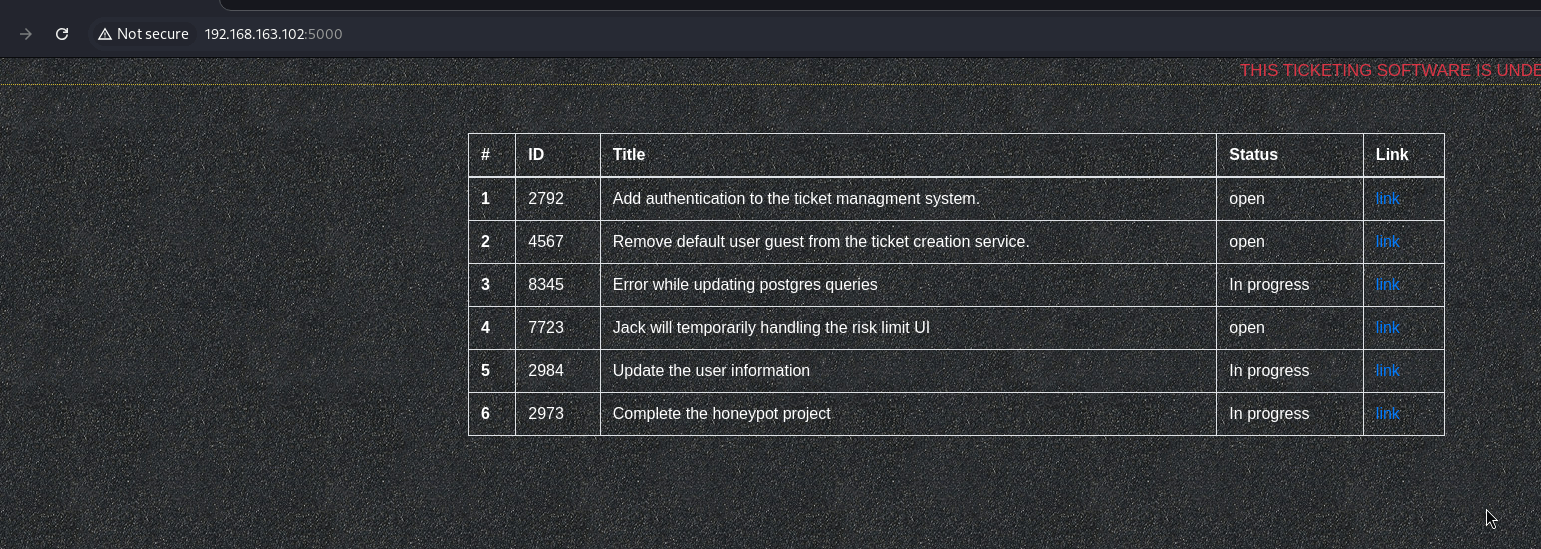 Not secure 192.168.163.102:5000
THIS TICKETING SOFTWARE IS UNDE
# ID Title Status Link
1 2792 Add authentication to the ticket managment system. open link
2 4567 Remove default user guest from the ticket creation service. open link
3 8345 Error while updating postgres queries In progress link
4 7723 Jack will temporarily handling the risk limit UI open link
5 2984 Update the user information In progress link
6 2973 Complete the honeypot project In progress link